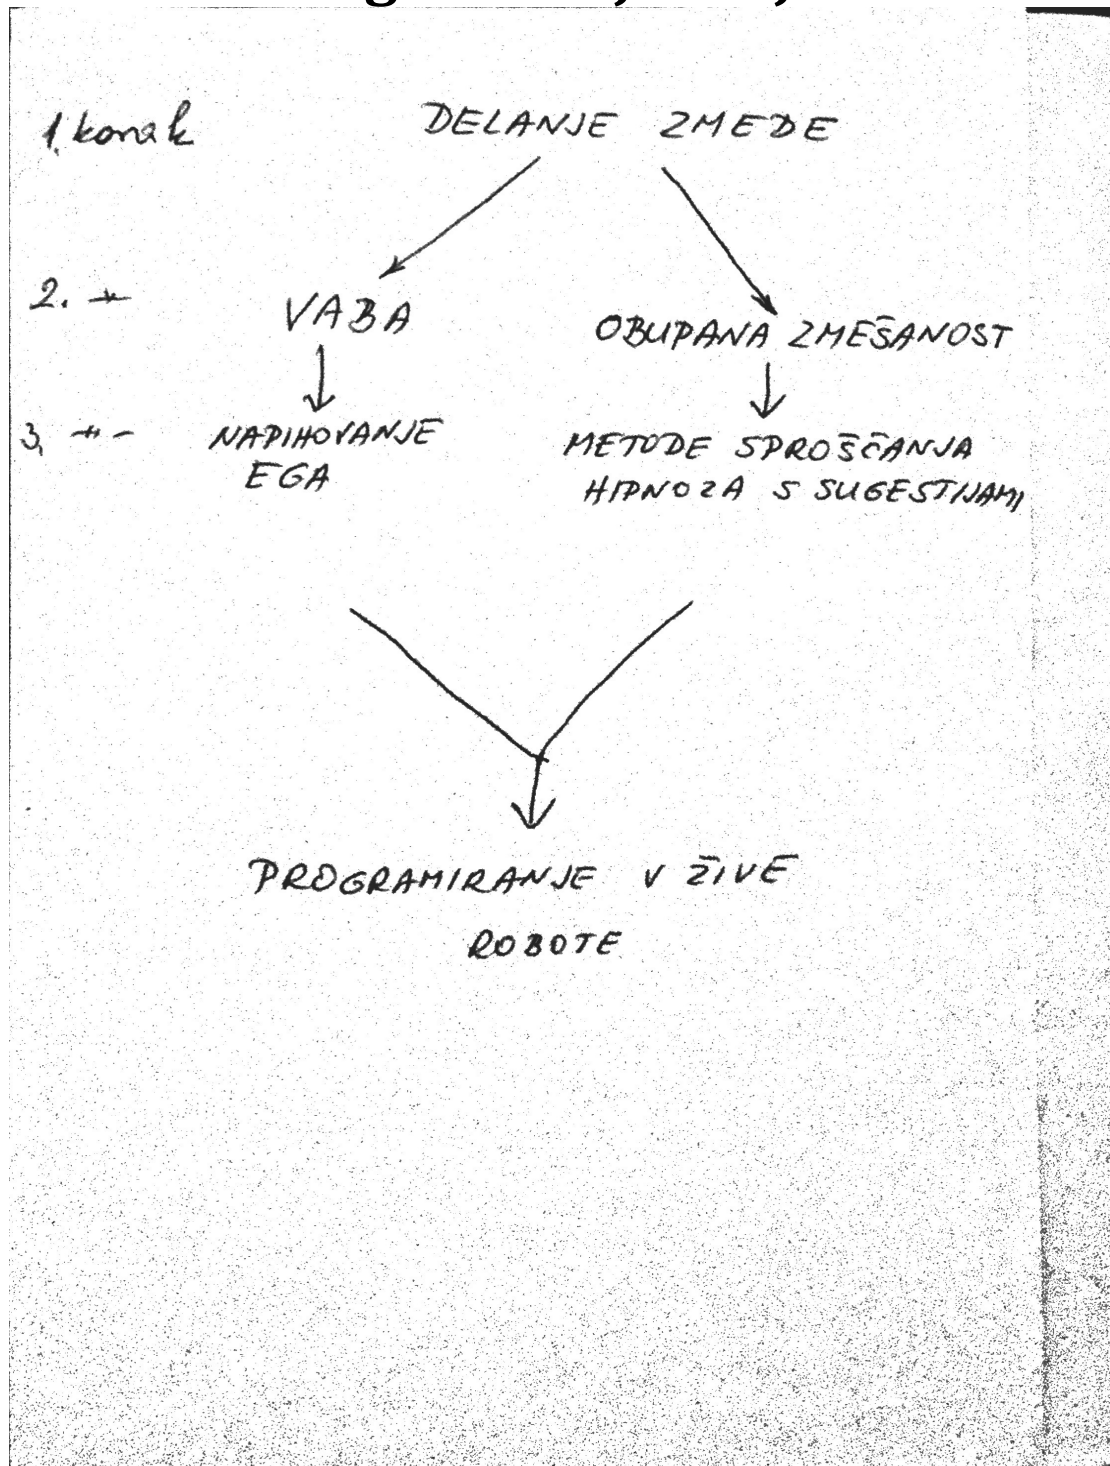 1. korak
DELANJE ZMEDE
2. -"-
VABA
OBUPANA ZMEŠANOST
3. -"-
NAPIHOVANJE
EGA
METODE SPROŠČANJA
HIPNOZA S SUGESTIJAMI
PROGRAMIRANJE V ŽIVE
ROBOTE